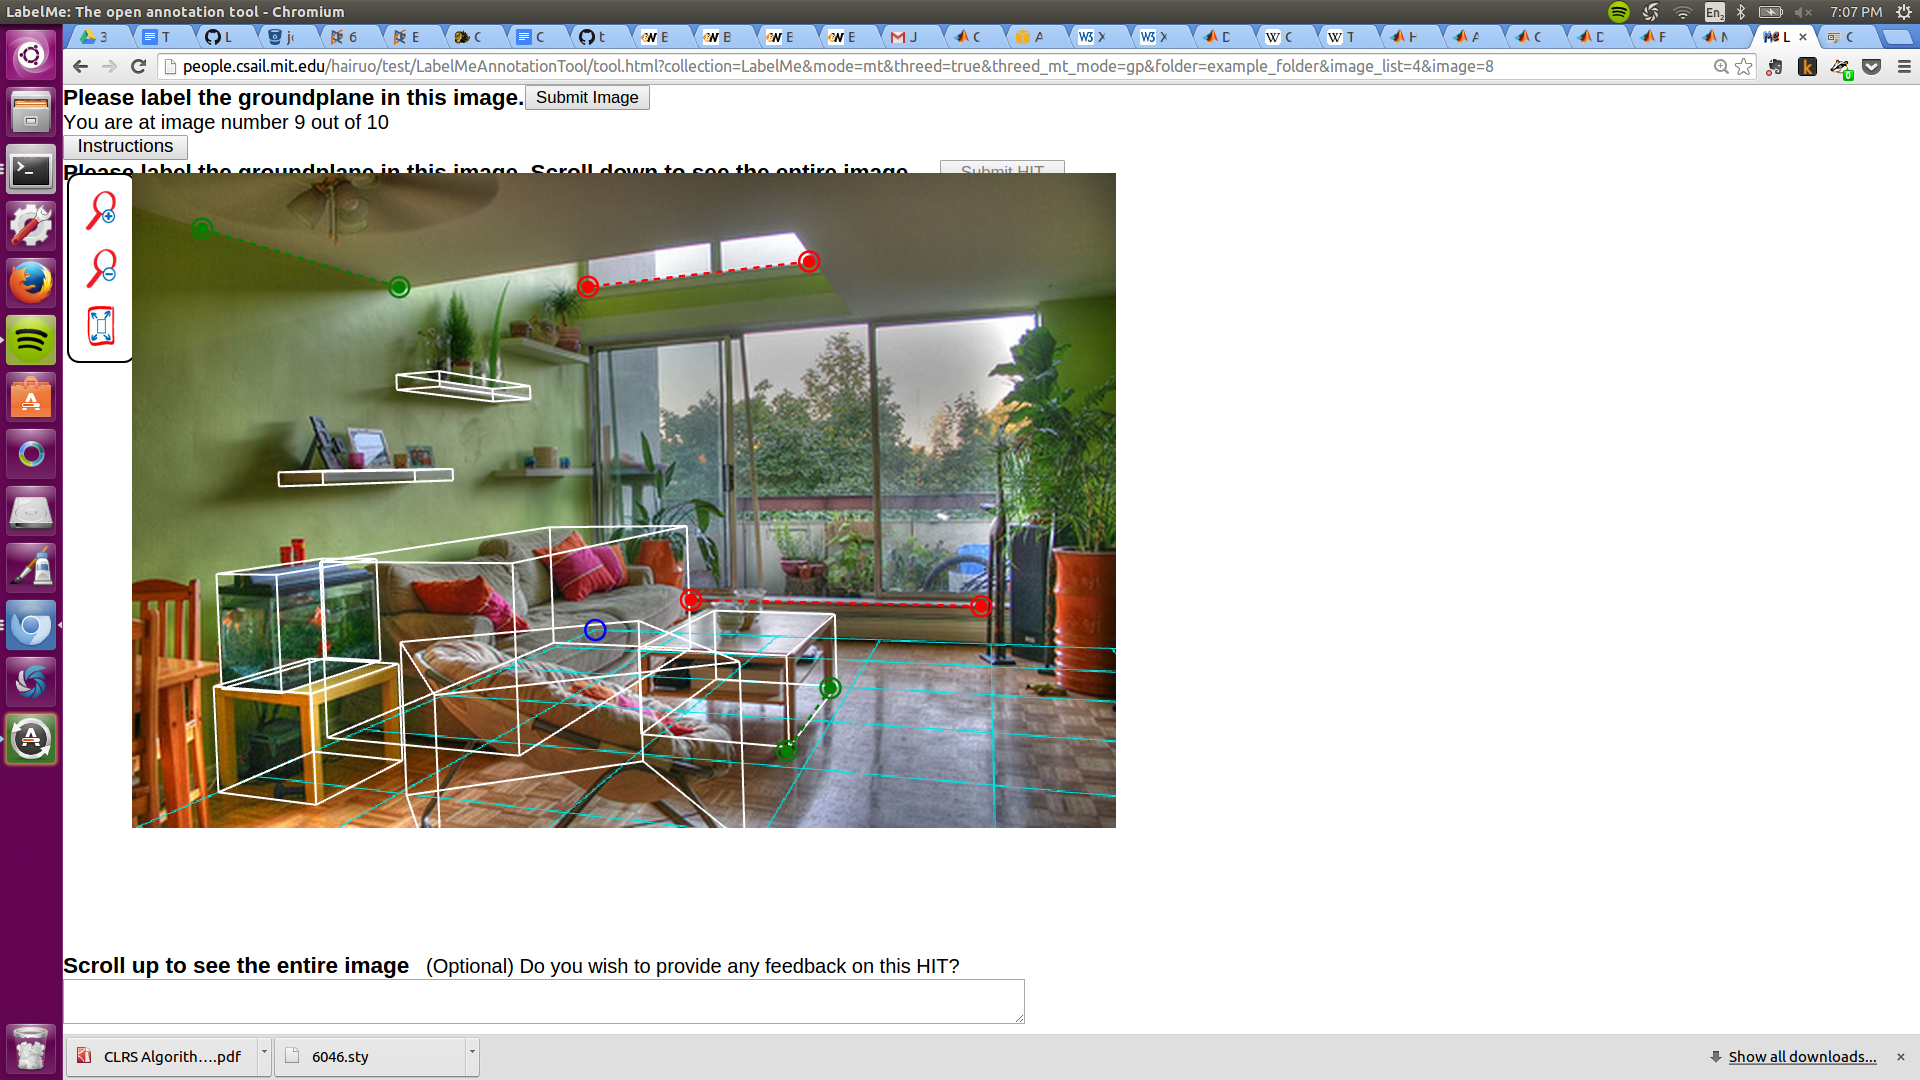 LabelMe: The open annotation tool - Chromium
En2
7:07 PM
3 T L jc 6 E C C t E B E E J C A X X D C T H A C D F M L × C
people.csail.mit.edu/hairuo/test/LabelMeAnnotationTool/tool.html?collection=LabelMe&mode=mt&threed=true&threed_mt_mode=gp&folder=example_folder&image_list=4&image=8
Please label the groundplane in this image. Submit Image
You are at image number 9 out of 10
Instructions
Please label the groundplane in this image. Scroll down to see the entire image Submit HIT
Scroll up to see the entire image (Optional) Do you wish to provide any feedback on this HIT?
CLRS Algorith....pdf 6046.sty Show all downloads... ×